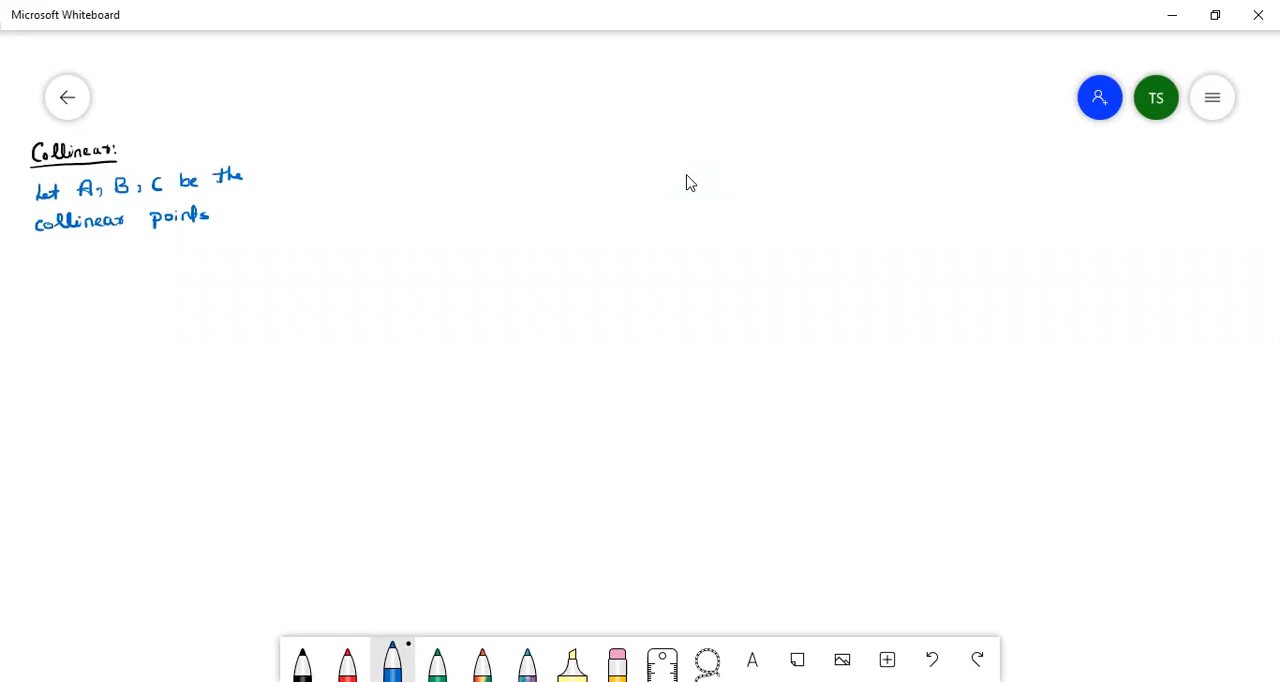 Microsoft Whiteboard
TS
Collinear:
Let A, B, C be the
collinear points
A